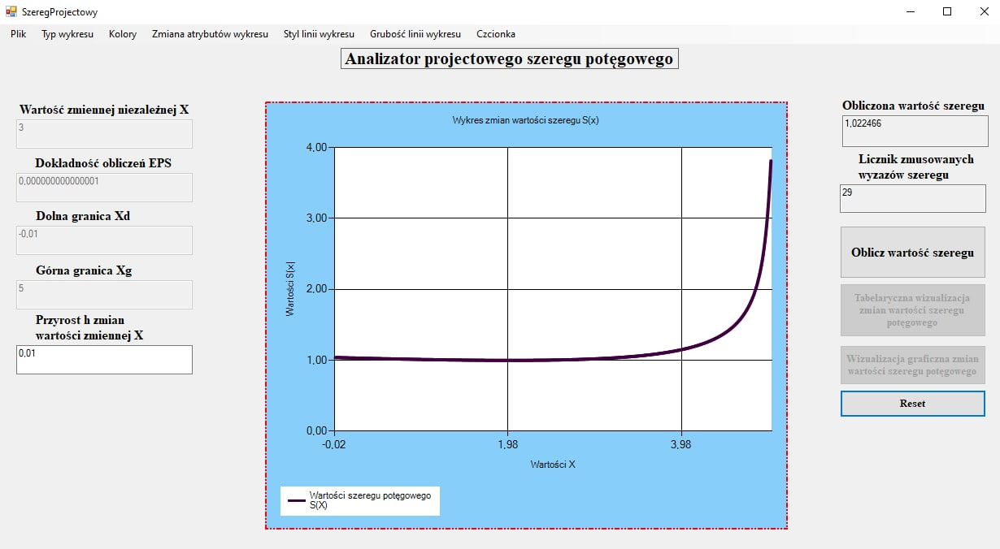 SzeregProjectowy
Plik Typ wykresu Kolory Zmiana atrybutów wykresu Styl linii wykresu Grubość linii wykresu Czcionka
Analizator projectowego szeregu potęgowego
Wartość zmiennej niezależnej X
3
Dokładność obliczeń EPS
0,000000000000001
Dolna granica Xd
-0,01
Górna granica Xg
5
Przyrost h zmian
wartości zmiennej X
0,01
Wykres zmian wartości szeregu S(x)
Wartości S(x)
4,00
3,00
2,00
1,00
0,00
-0,02 1,98 3,98
Wartości X
Wartości szeregu potęgowego
S(X)
Obliczona wartość szeregu
1,022466
Licznik zmusowanych
wyzazów szeregu
29
Oblicz wartość szeregu
Tabelaryczna wizualizacja
zmian wartości szeregu
potęgowego
Wizualizacja graficzna zmian
wartości szeregu potęgowego
Reset